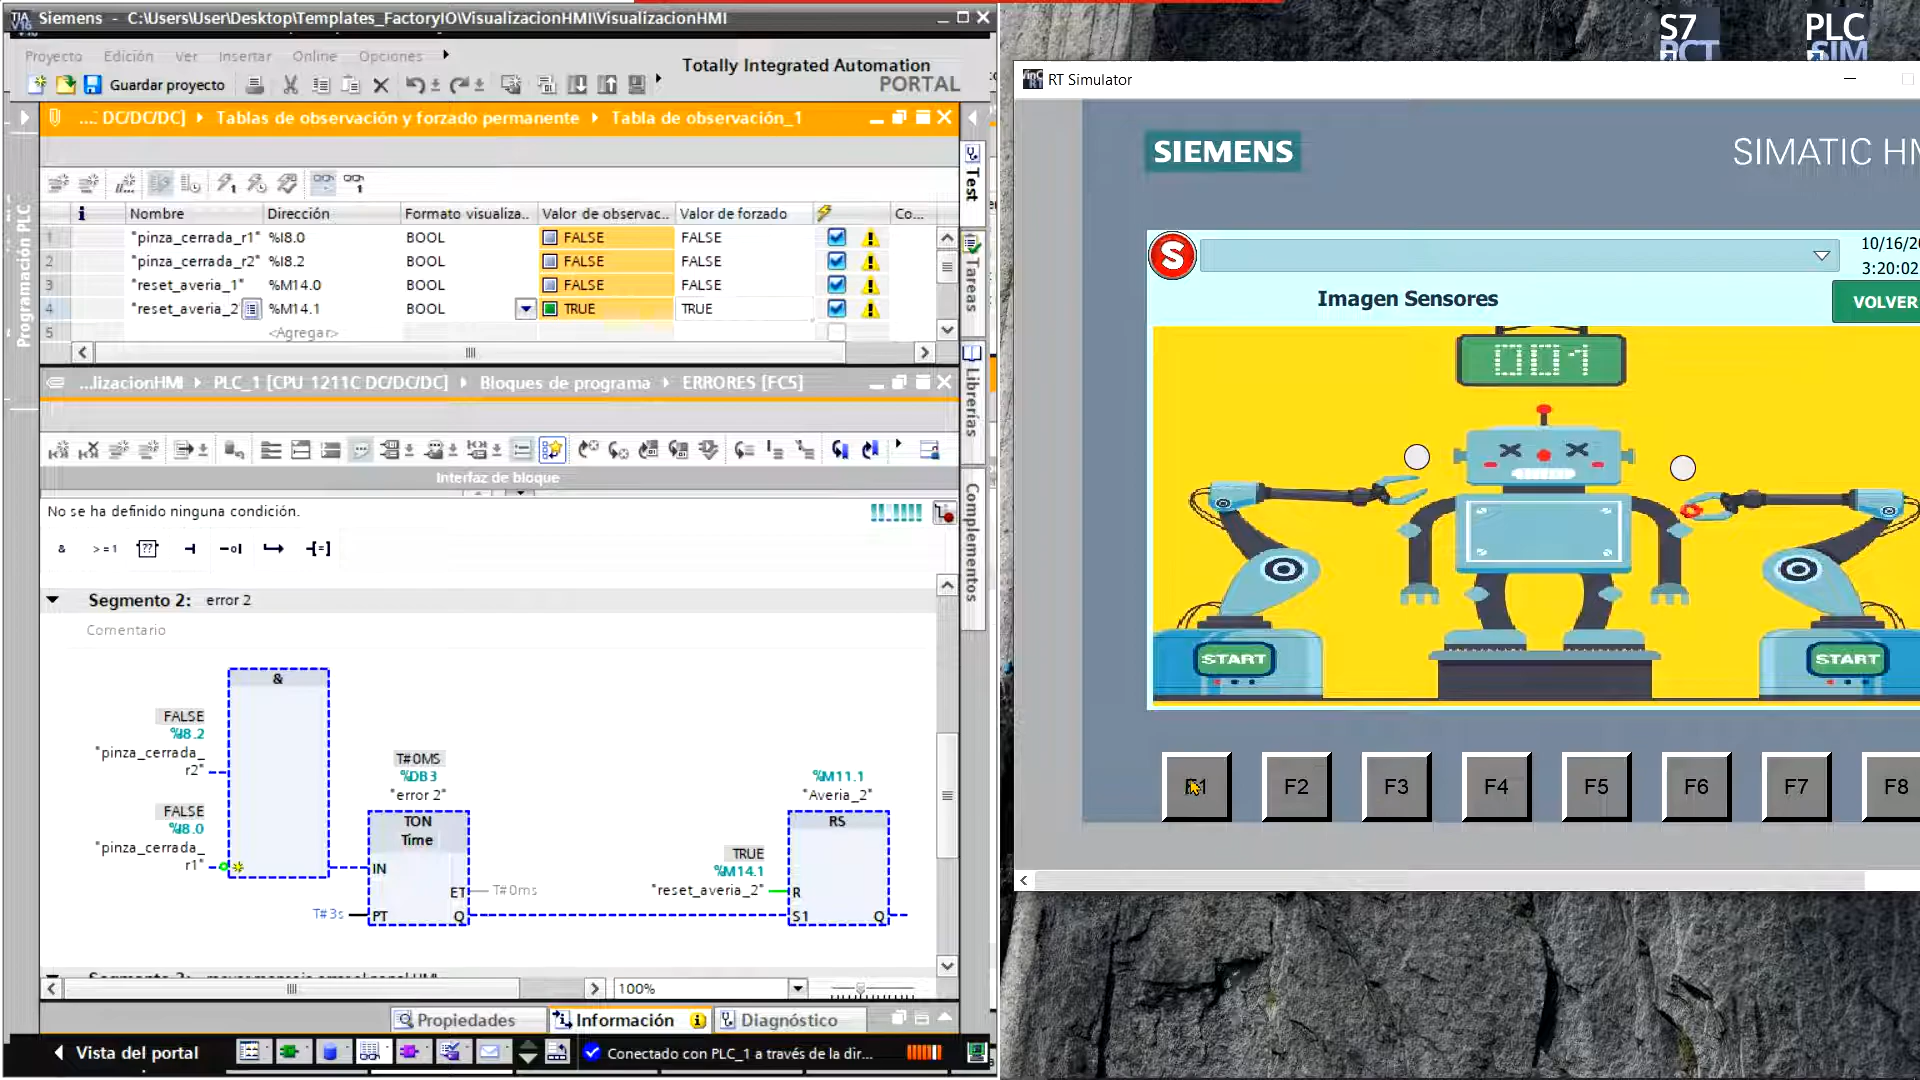 Siemens - C:\Users\User\Desktop\Templates_FactoryIO\VisualizacionHMI\VisualizacionHMI
Proyecto Edición Ver Insertar Online Opciones
Totally Integrated Automation
PORTAL
Guardar proyecto
...: DC/DC/DC] Tablas de observación y forzado permanente Tabla de observación_1
i Nombre Dirección Formato visualiza.. Valor de observac.. Valor de forzado Co...
1 "pinza_cerrada_r1" %I8.0 BOOL FALSE FALSE
2 "pinza_cerrada_r2" %I8.2 BOOL FALSE FALSE
3 "reset_averia_1" %M14.0 BOOL FALSE FALSE
4 "reset_averia_2 %M14.1 BOOL TRUE TRUE
5 <Agregar>
Programación PLC
Test
Tareas
Librerías
Complementos
...lizacionHMI PLC_1 [CPU 1211C DC/DC/DC] Bloques de programa ERRORES [FC5]
Interfaz de bloque
No se ha definido ninguna condición.
& >=1 ??
Segmento 2: error 2
Comentario
&
FALSE
%I8.2
"pinza_cerrada_
r2"
FALSE
%I8.0
"pinza_cerrada_
r1"
T#0MS
%DB3
"error 2"
TON
Time
IN
ET T#0ms
T#3s PT Q
TRUE
%M14.1
"reset_averia_2"
%M11.1
"Averia_2"
RS
R
S1 Q
100%
Propiedades Información Diagnóstico
Vista del portal
Conectado con PLC_1 a través de la dir...
S7
PLC
SIM
RT Simulator
SIEMENS
SIMATIC HM
S
10/16/20
3:20:02
Imagen Sensores
VOLVER
001
START
START
F1 F2 F3 F4 F5 F6 F7 F8